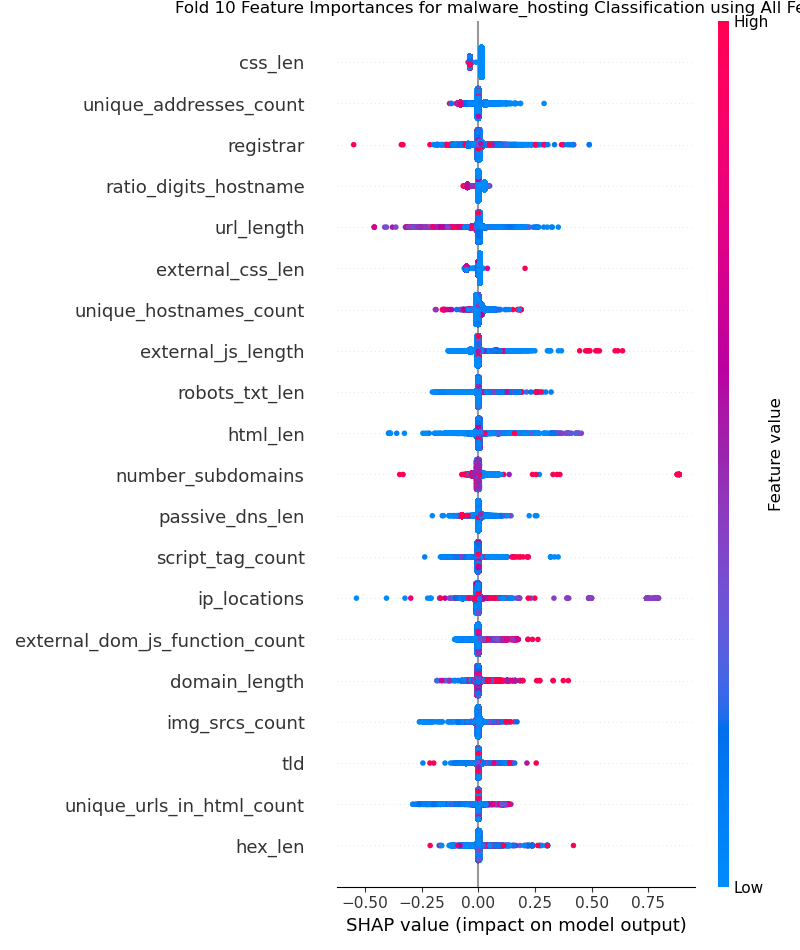 Fold 10 Feature Importances for malware_hosting Classification using All Fe
High
css_len
unique_addresses_count
registrar
ratio_digits_hostname
url_length
external_css_len
unique_hostnames_count
external_js_length
robots_txt_len
html_len
number_subdomains
passive_dns_len
script_tag_count
ip_locations
external_dom_js_function_count
domain_length
img_srcs_count
tld
unique_urls_in_html_count
hex_len
Feature value
Low
−0.50 −0.25 0.00 0.25 0.50 0.75
SHAP value (impact on model output)